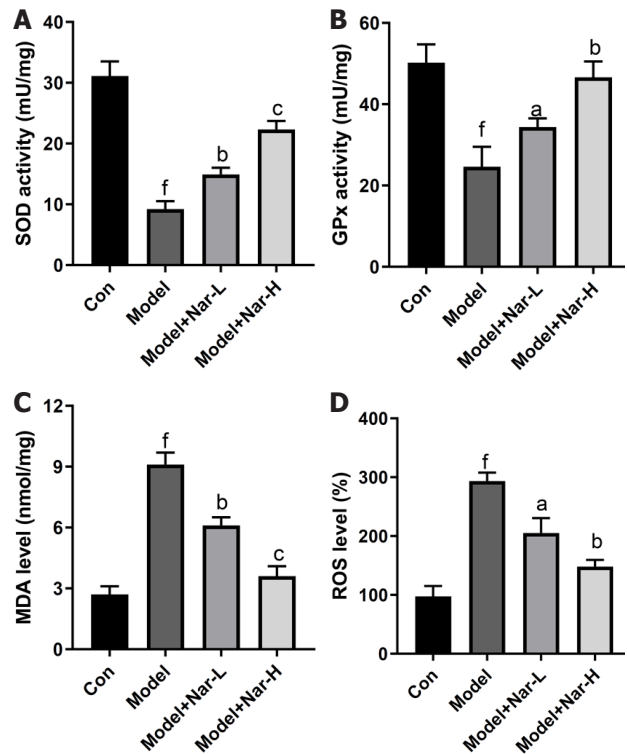 A
SOD activity (mU/mg)
40
30
20
10
0
f
b
c
Con
Model
Model+Nar-L
Model+Nar-H
B
GPx activity (mU/mg)
60
40
20
0
f
a
b
Con
Model
Model+Nar-L
Model+Nar-H
C
MDA level (nmol/mg)
12
9
6
3
0
f
b
c
Con
Model
Model+Nar-L
Model+Nar-H
D
ROS level (%)
400
300
200
100
0
f
a
b
Con
Model
Model+Nar-L
Model+Nar-H